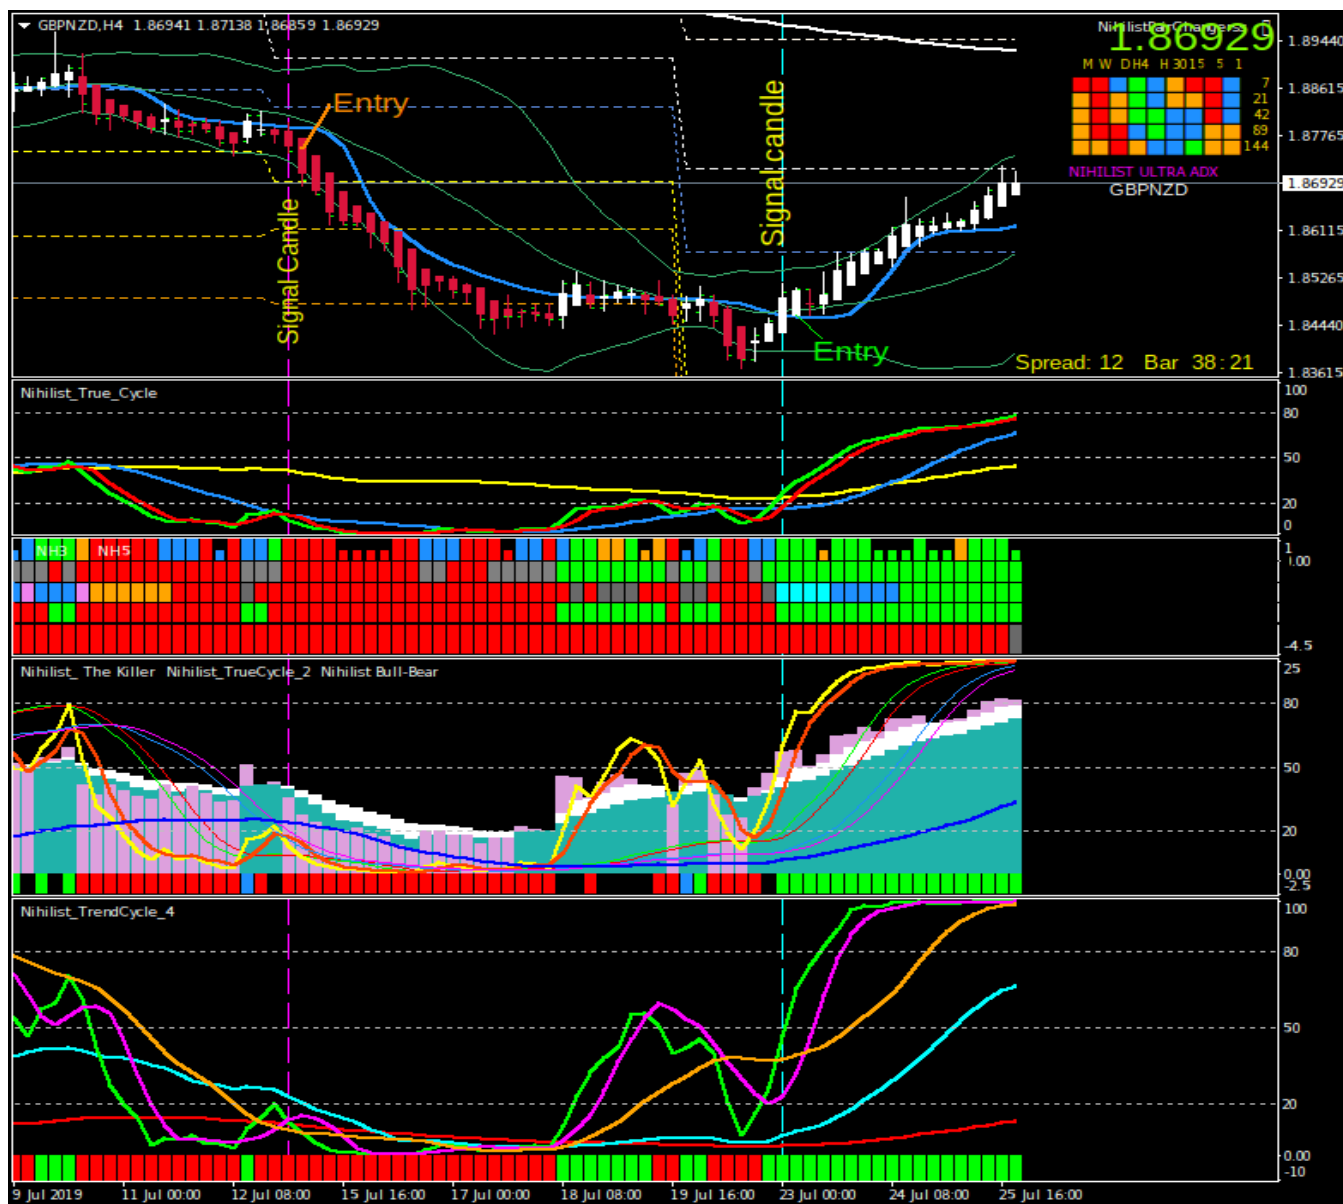 GBPNZD,H4 1.86941 1.87138 1.86859 1.86929
1.86929
M W D H4 H 30 15 5 1
7
21
42
89
144
NIHILIST ULTRA ADX
GBPNZD
Entry
Signal Candle
Signal candle
Entry
Spread: 12 Bar 38:21
1.89440
1.88615
1.87765
1.86929
1.86115
1.85265
1.84440
1.83615
Nihilist_True_Cycle
100
80
50
20
0
NH3 NH5
1
1.00
-4.5
Nihilist_ The Killer Nihilist_TrueCycle_2 Nihilist Bull-Bear
25
80
50
20
0.00
-2.5
Nihilist_TrendCycle_4
100
80
50
20
0.00
-10
9 Jul 2019 11 Jul 00:00 12 Jul 08:00 15 Jul 16:00 17 Jul 00:00 18 Jul 08:00 19 Jul 16:00 23 Jul 00:00 24 Jul 08:00 25 Jul 16:00